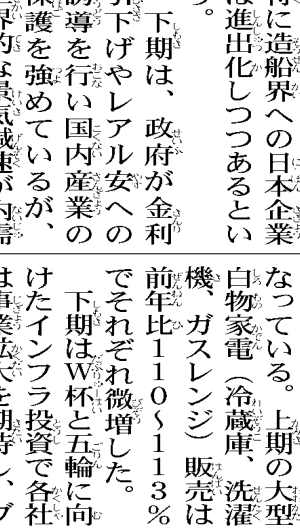 特に造船界への日本企業
は進出化しつつあるとい
う。
下期は、政府が金利
引下げやレアル安への
誘導を行い国内産業の
保護を強めているが、
世界的な景気減速が内需
なっている。上期の大型
白物家電（冷蔵庫、洗濯
機、ガスレンジ）販売は
前年比110～113％
でそれぞれ微増した。
下期はW杯と五輪に向
けたインフラ投資で各社
は事業拡大を期待し、ブ